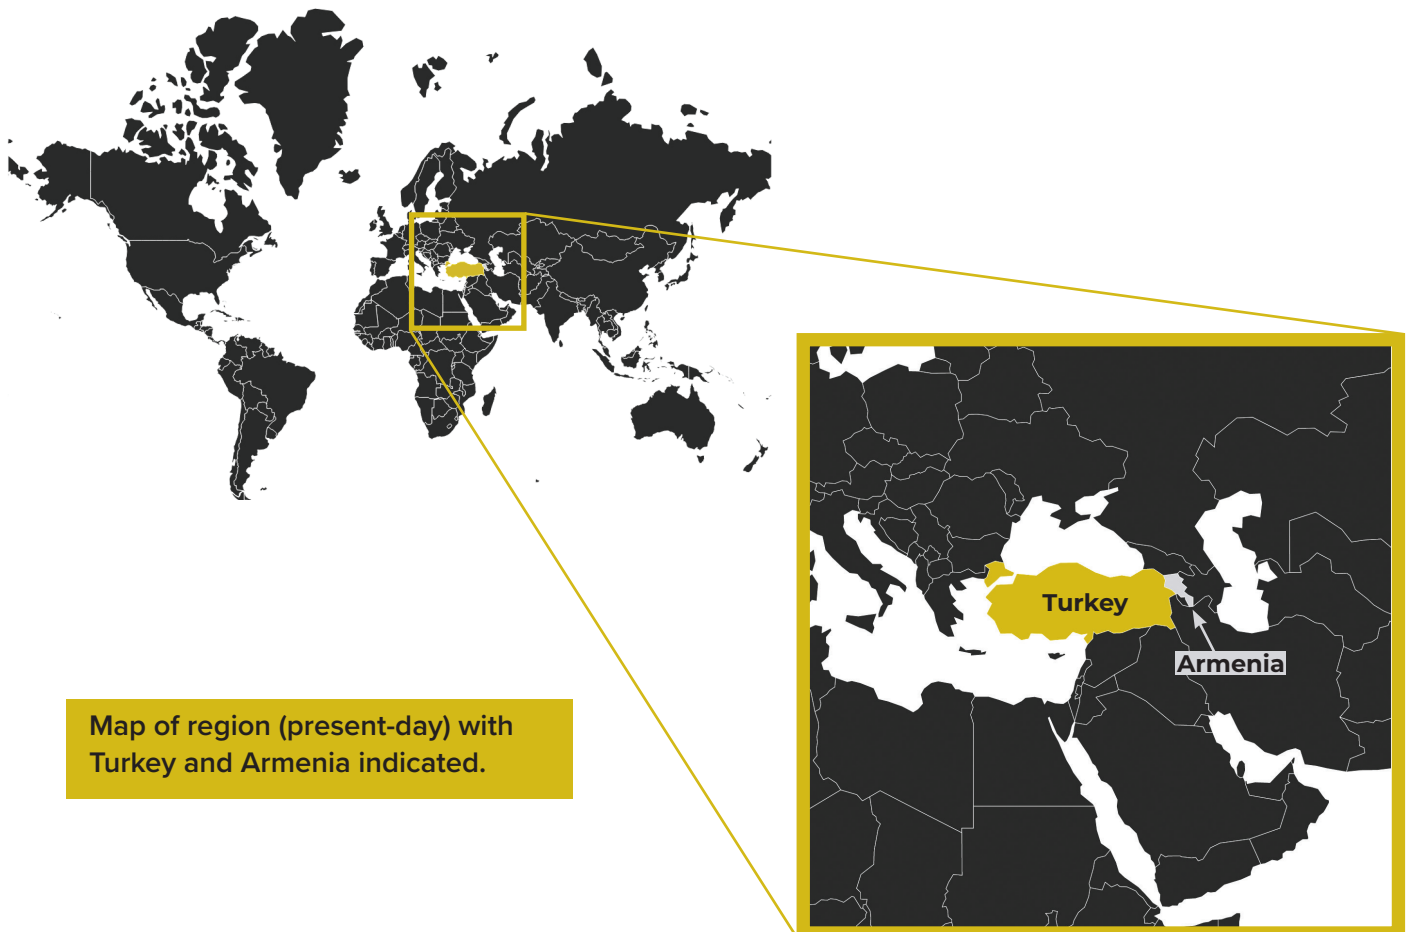 Turkey
Armenia
Map of region (present-day) with
Turkey and Armenia indicated.